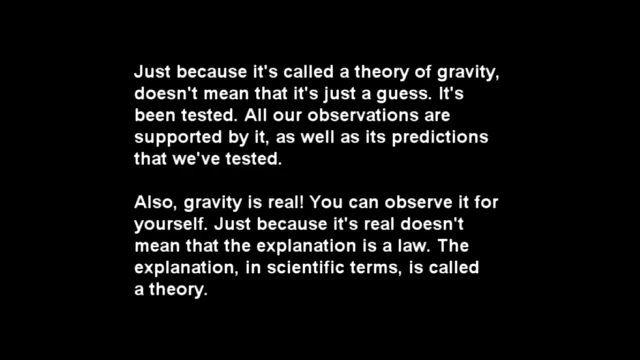 Just because it's called a theory of gravity,
doesn't mean that it's just a guess. It's
been tested. All our observations are
supported by it, as well as its predictions
that we've tested.
Also, gravity is real! You can observe it for
yourself. Just because it's real doesn't
mean that the explanation is a law. The
explanation, in scientific terms, is called
a theory.